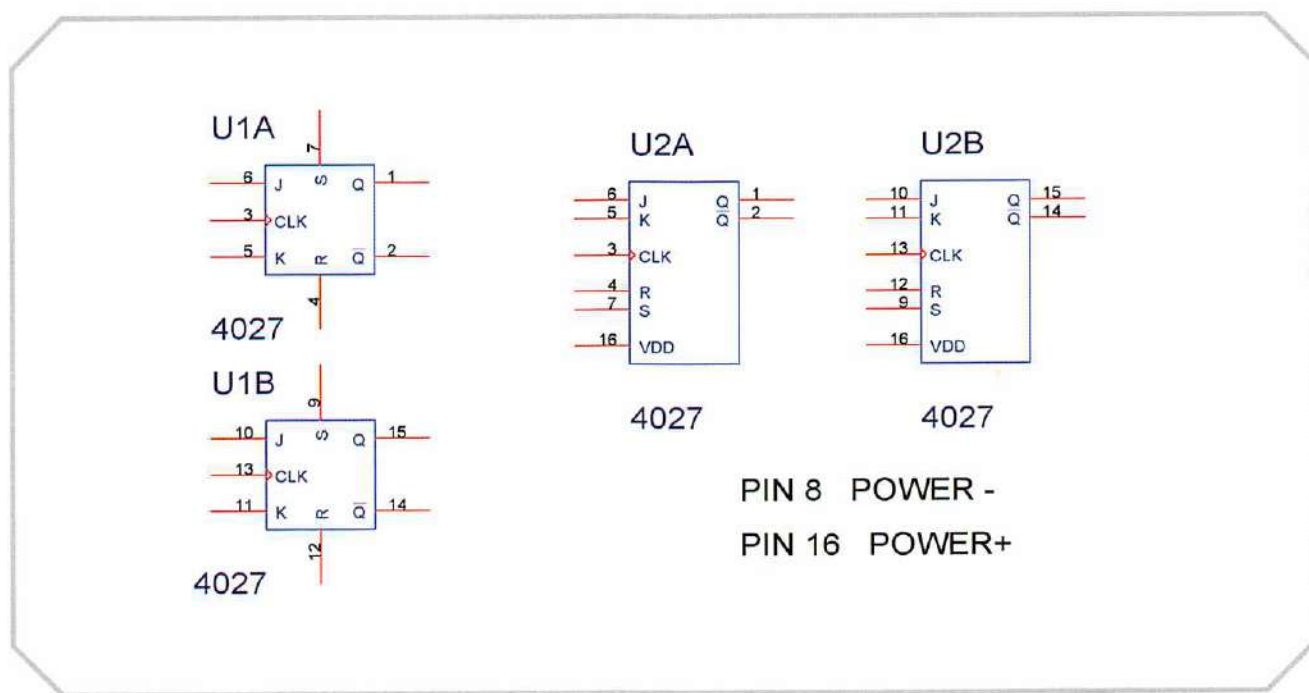 U1A
7
6 J S Q 1
3 CLK
5 K R Q̅ 2
4
4027
U1B
9
10 J S Q 15
13 CLK
11 K R Q̅ 14
12
4027
U2A
6 J Q 1
5 K Q̅ 2
3 CLK
4 R
7 S
16 VDD
4027
U2B
10 J Q 15
11 K Q̅ 14
13 CLK
12 R
9 S
16 VDD
4027
PIN 8 POWER -
PIN 16 POWER+